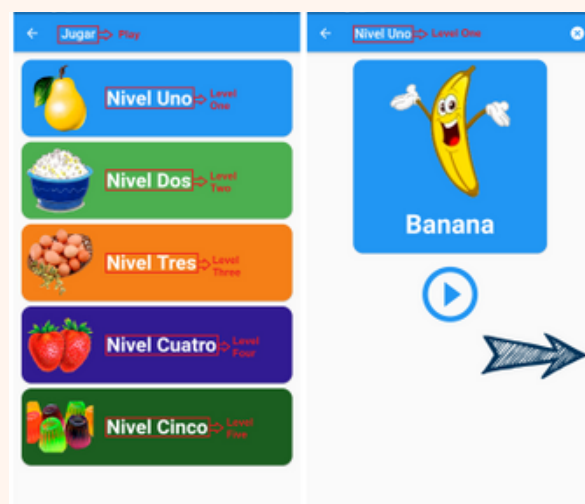 Jugar Play
Nivel Uno Level
One
Nivel Dos Level
Two
Nivel Tres Level
Three
Nivel Cuatro Level
Four
Nivel Cinco Level
Five
Nivel Uno Level One
Banana